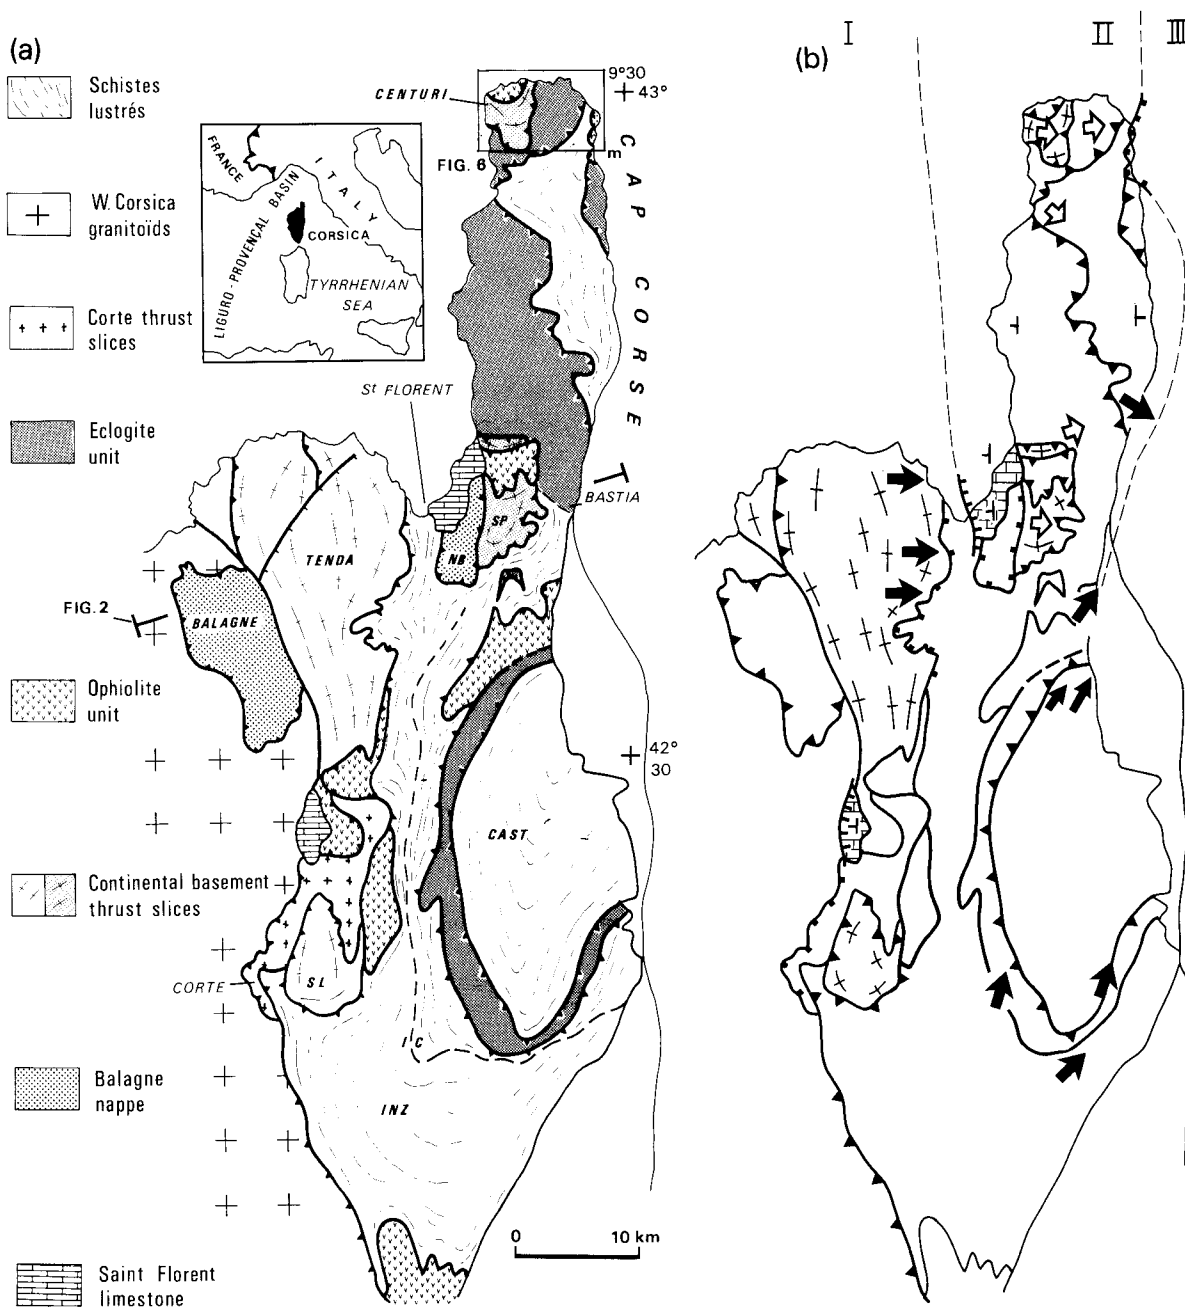 (a)
Schistes
lustrés
W. Corsica
granitoïds
Corte thrust
slices
Eclogite
unit
Ophiolite
unit
Continental basement
thrust slices
Balagne
nappe
Saint Florent
limestone
FRANCE
ITALY
LIGURO-PROVENÇAL BASIN
CORSICA
TYRRHENIAN
SEA
CENTURI
9°30
43°
m
FIG. 6
CAP CORSE
St FLORENT
BASTIA
TENDA
SP
NB
FIG. 2
BALAGNE
42°
30
CAST
SL
CORTE
IC
INZ
0 10 km
(b)
I
II
III